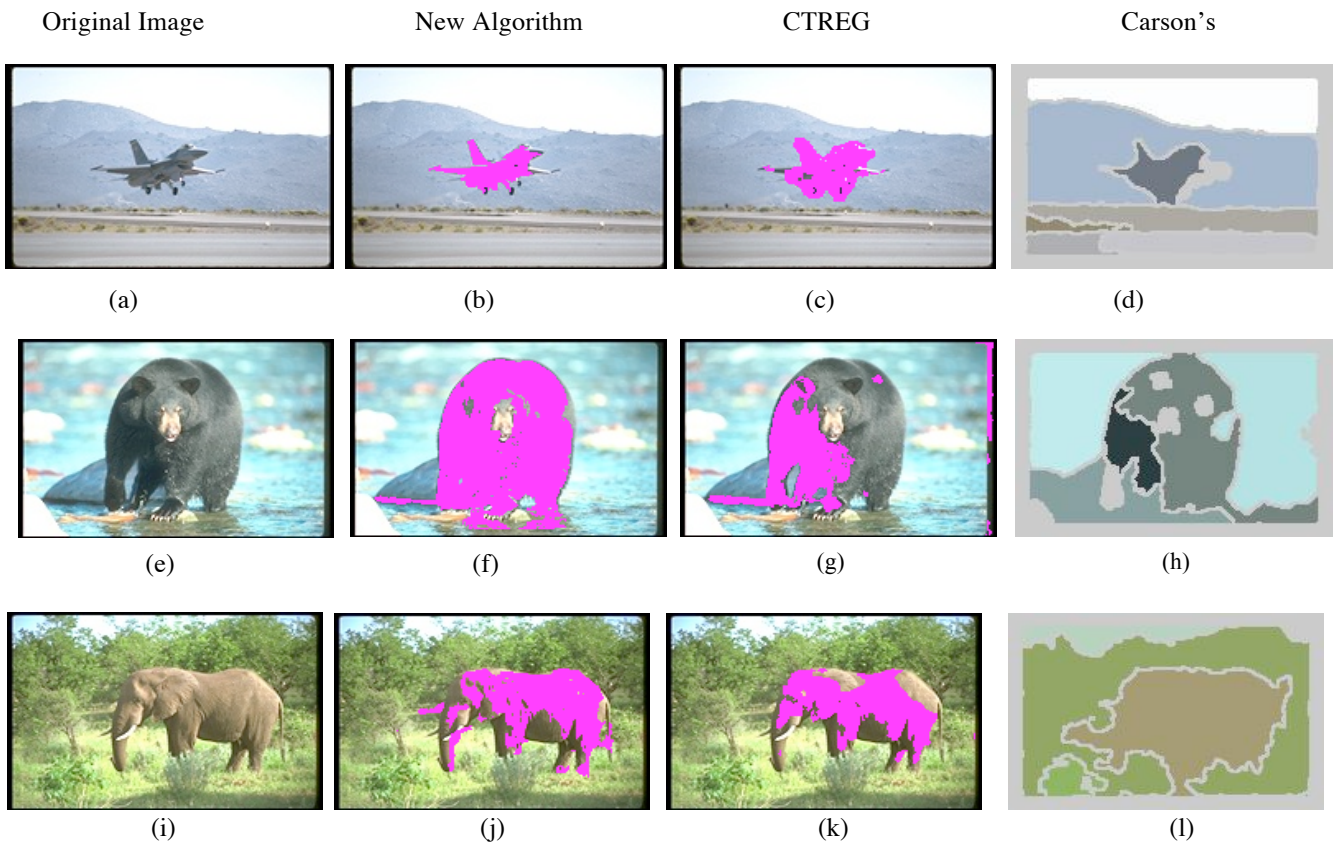 Original Image New Algorithm CTREG Carson's
(a) (b) (c) (d)
(e) (f) (g) (h)
(i) (j) (k) (l)